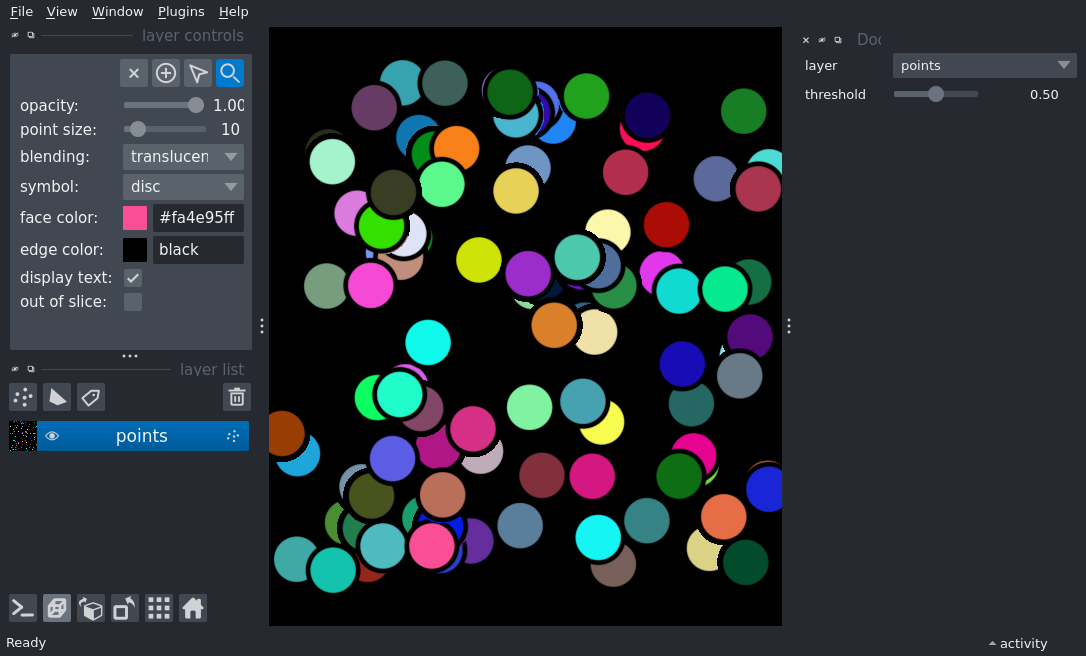 File View Window Plugins Help
layer controls
opacity: 1.00
point size: 10
blending: translucen
symbol: disc
face color: #fa4e95ff
edge color: black
display text:
out of slice:
layer list
points
Ready
Doc
layer points
threshold 0.50
activity